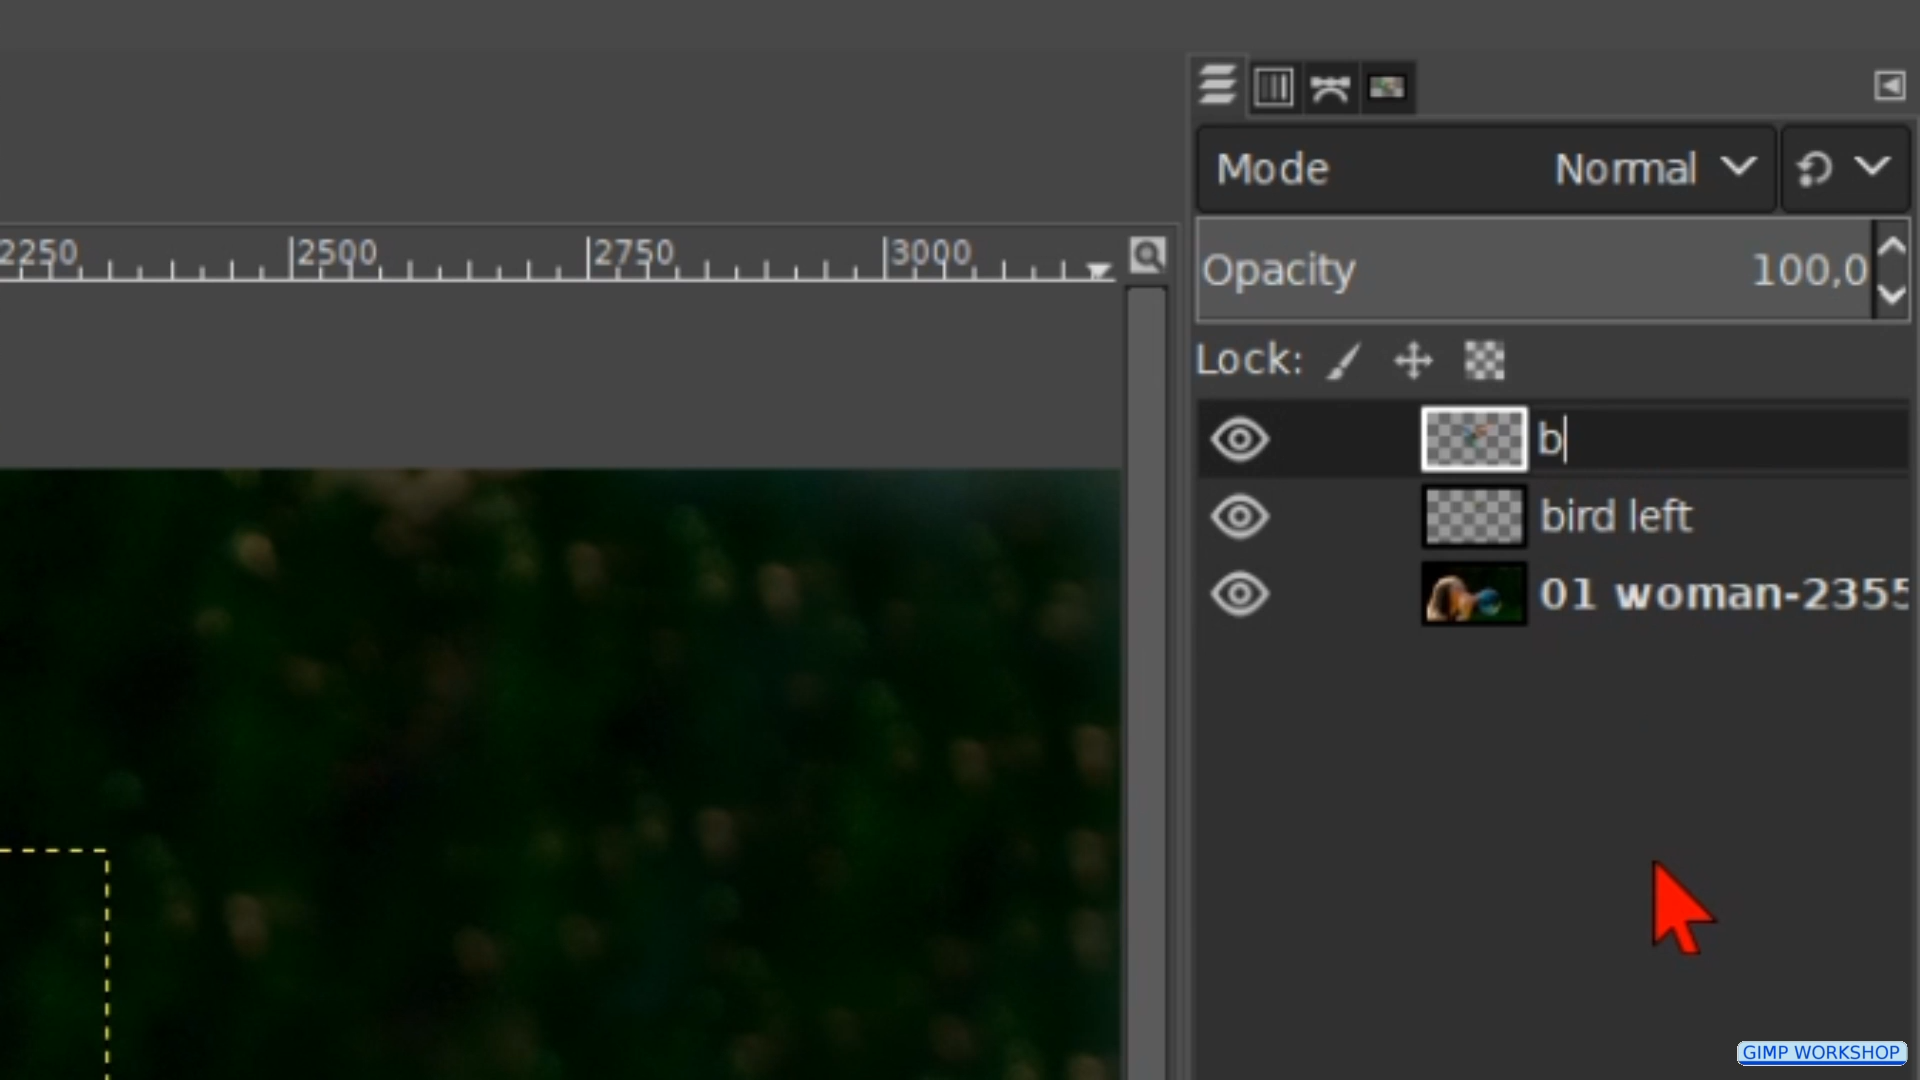 Mode Normal
2250 2500 2750 3000
Opacity 100,0
Lock:
b
bird left
01 woman-2355
GIMP WORKSHOP